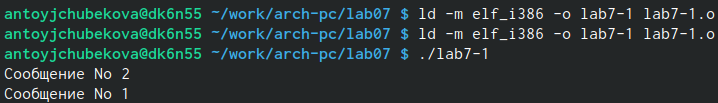 antoyjchubekova@dk6n55 ~/work/arch-pc/lab07 $ ld -m elf_i386 -o lab7-1 lab7-1.o
antoyjchubekova@dk6n55 ~/work/arch-pc/lab07 $ ld -m elf_i386 -o lab7-1 lab7-1.o
antoyjchubekova@dk6n55 ~/work/arch-pc/lab07 $ ./lab7-1
Сообщение No 2
Сообщение No 1